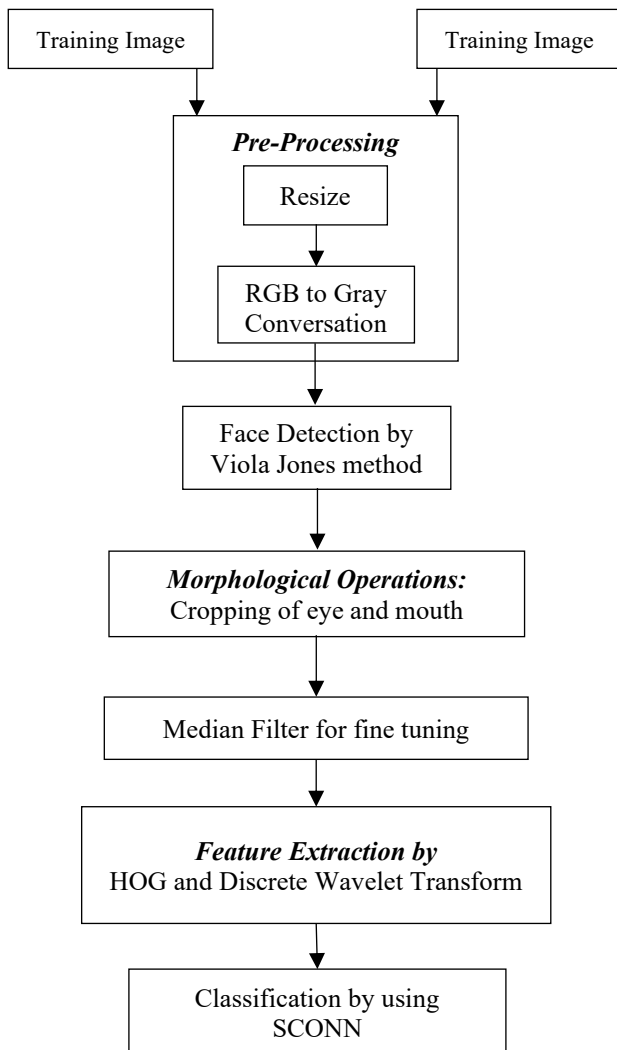 Training Image
Training Image
Pre-Processing
Resize
RGB to Gray
Conversation
Face Detection by
Viola Jones method
Morphological Operations:
Cropping of eye and mouth
Median Filter for fine tuning
Feature Extraction by
HOG and Discrete Wavelet Transform
Classification by using
SCONN